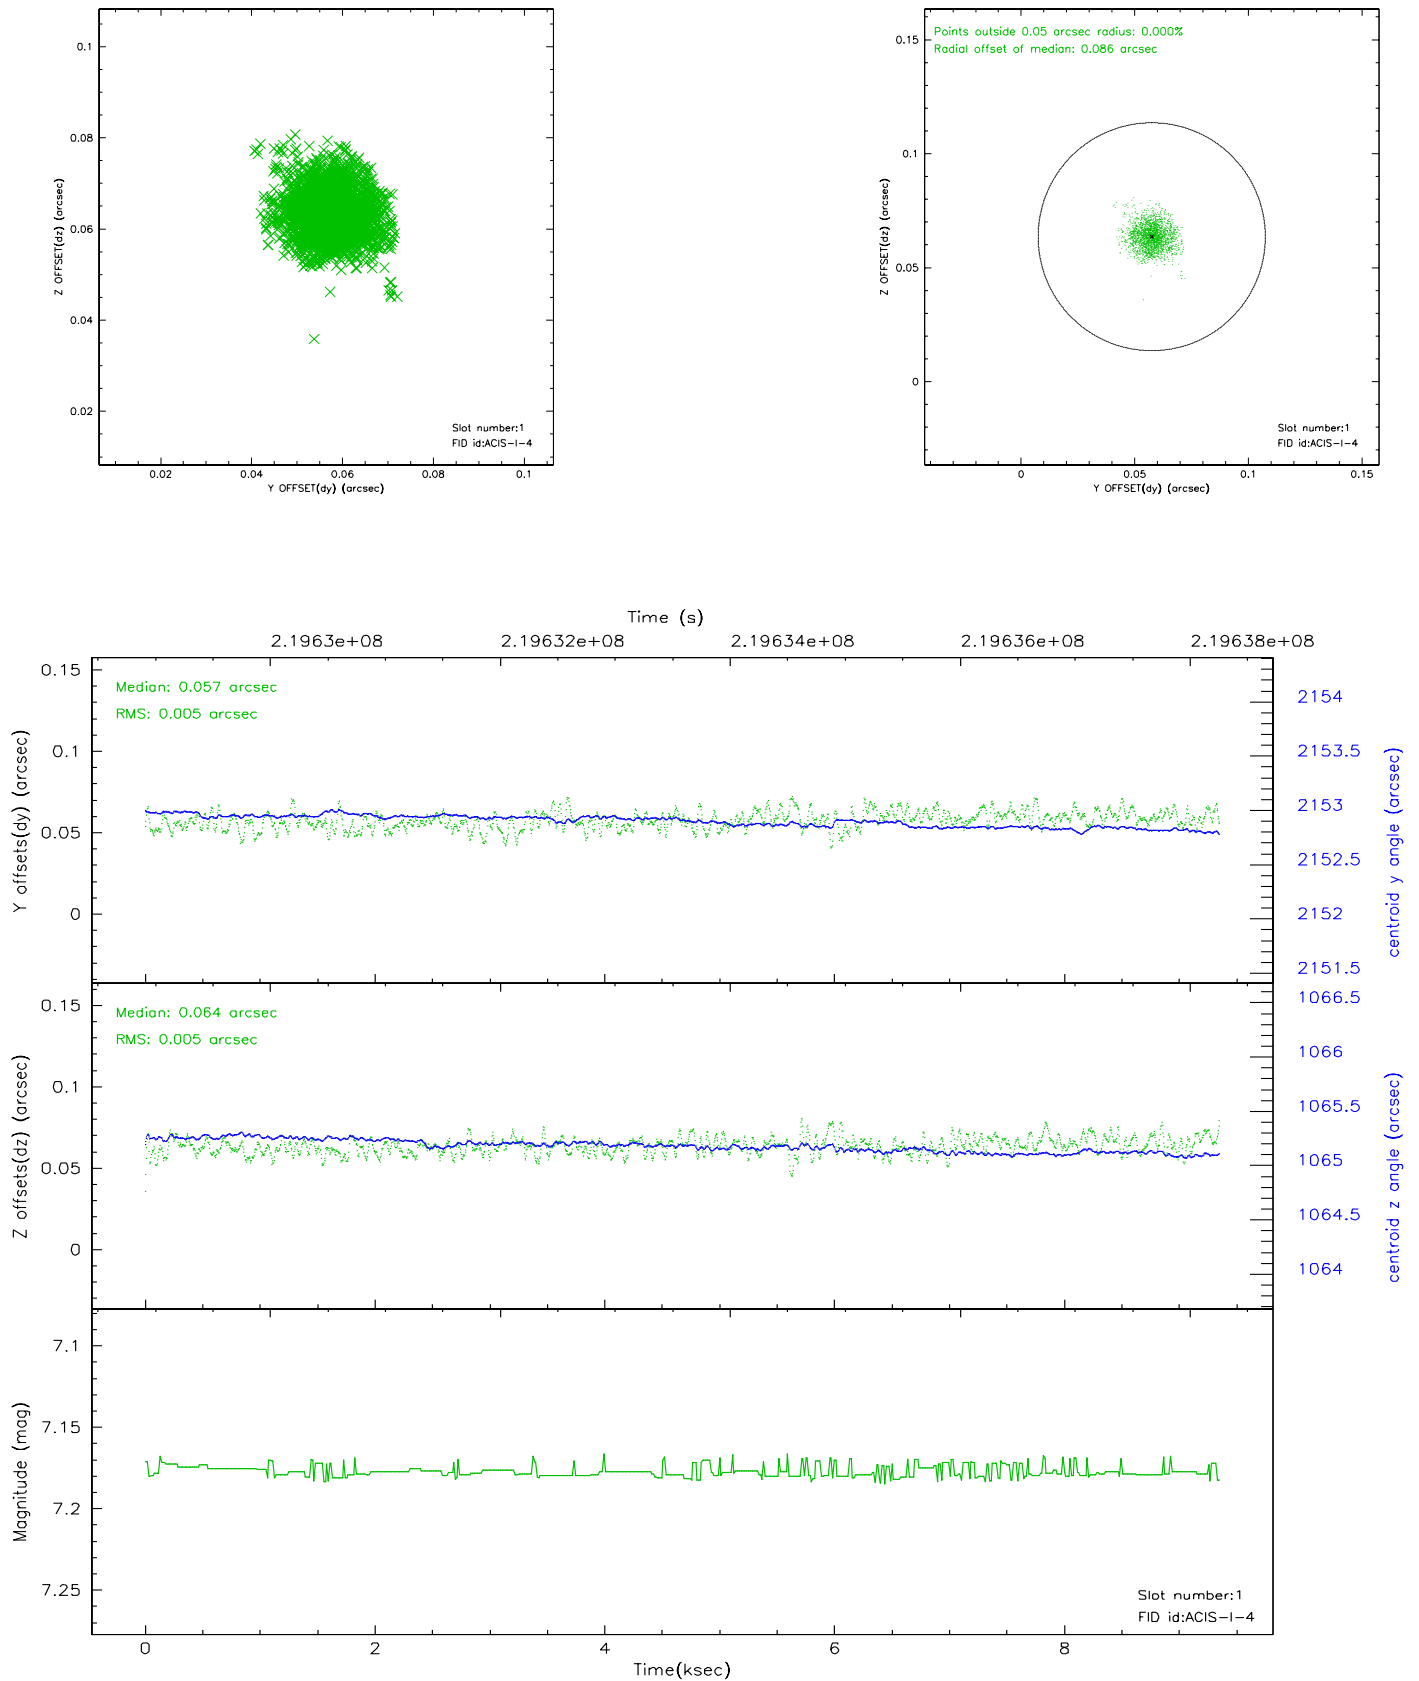 0.1
0.08
0.06
0.04
0.02
Z OFFSET(dz) (arcsec)
Slot number:1
FID id:ACIS-I-4
0.02 0.04 0.06 0.08 0.1
Y OFFSET(dy) (arcsec)
Points outside 0.05 arcsec radius: 0.000%
Radial offset of median: 0.086 arcsec
0.15
0.1
0.05
0
Z OFFSET(dz) (arcsec)
Slot number:1
FID id:ACIS-I-4
0 0.05 0.1 0.15
Y OFFSET(dy) (arcsec)
Time (s)
2.1963e+08 2.19632e+08 2.19634e+08 2.19636e+08 2.19638e+08
Median: 0.057 arcsec
RMS: 0.005 arcsec
0.15
0.1
0.05
0
Y offsets(dy) (arcsec)
2154
2153.5
2153
2152.5
2152
2151.5
centroid y angle (arcsec)
Median: 0.064 arcsec
RMS: 0.005 arcsec
0.15
0.1
0.05
0
Z offsets(dz) (arcsec)
1066.5
1066
1065.5
1065
1064.5
1064
centroid z angle (arcsec)
7.1
7.15
7.2
7.25
Magnitude (mag)
Slot number:1
FID id:ACIS-I-4
0 2 4 6 8
Time(ksec)